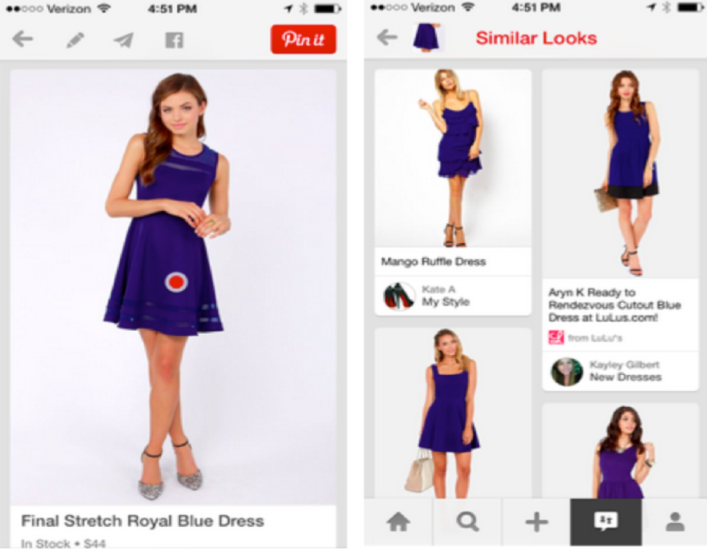 Verizon 4:51 PM
Pin it
Final Stretch Royal Blue Dress
In Stock • $44
Verizon 4:51 PM
Similar Looks
Mango Ruffle Dress
Kate A
My Style
Aryn K Ready to
Rendezvous Cutout Blue
Dress at LuLus.com!
from LuLu's
Kayley Gilbert
New Dresses